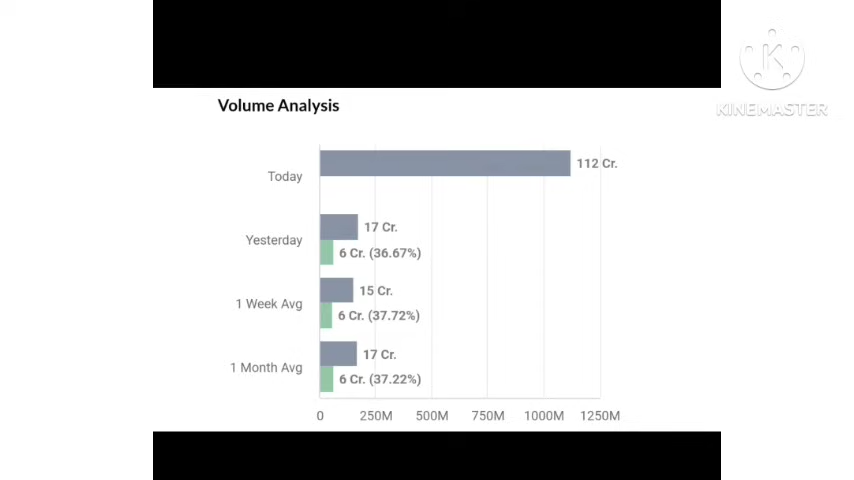 KINEMASTER
Volume Analysis
Today
112 Cr.
Yesterday
17 Cr.
6 Cr. (36.67%)
1 Week Avg
15 Cr.
6 Cr. (37.72%)
1 Month Avg
17 Cr.
6 Cr. (37.22%)
0 250M 500M 750M 1000M 1250M